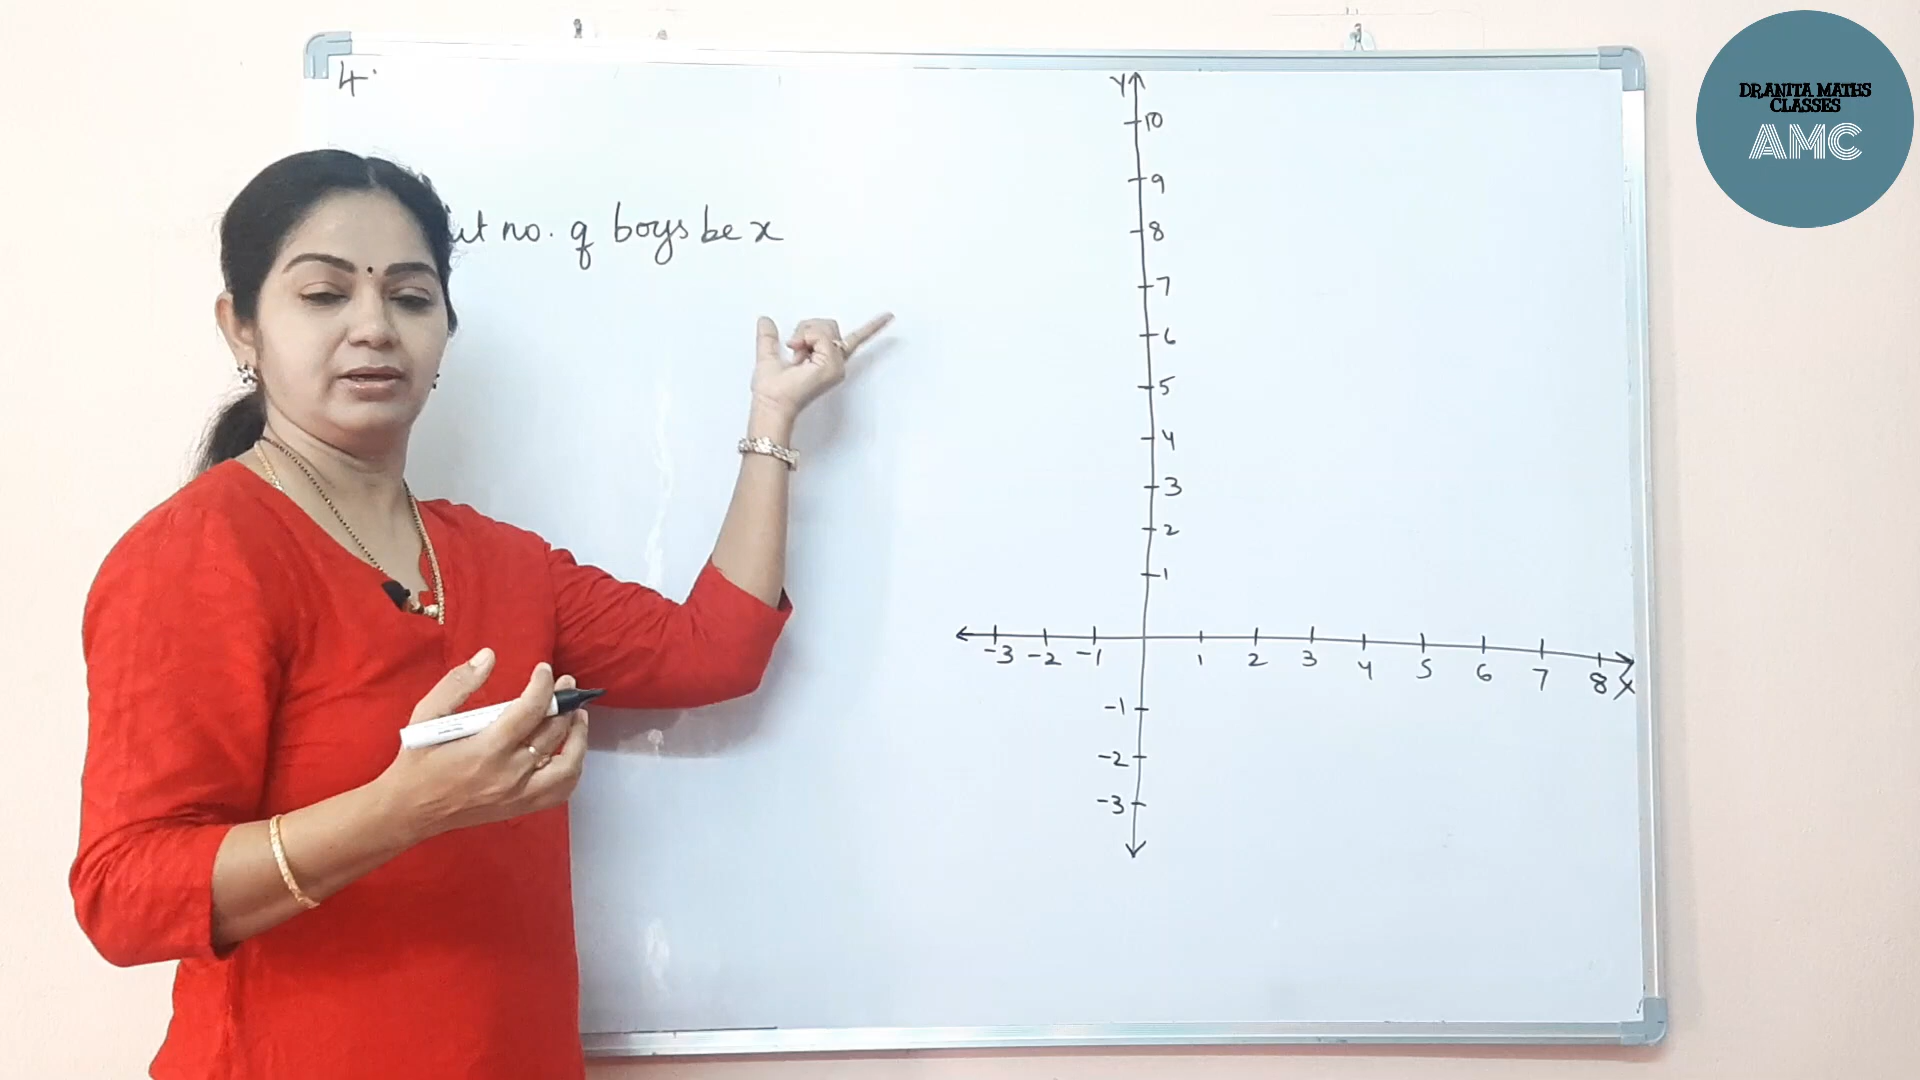 4.
no. of boys be x
Y
10
9
8
7
6
5
4
3
2
1
-3 -2 -1 1 2 3 4 5 6 7 8 X
-1
-2
-3
DR.ANITA MATHS
CLASSES
AMC